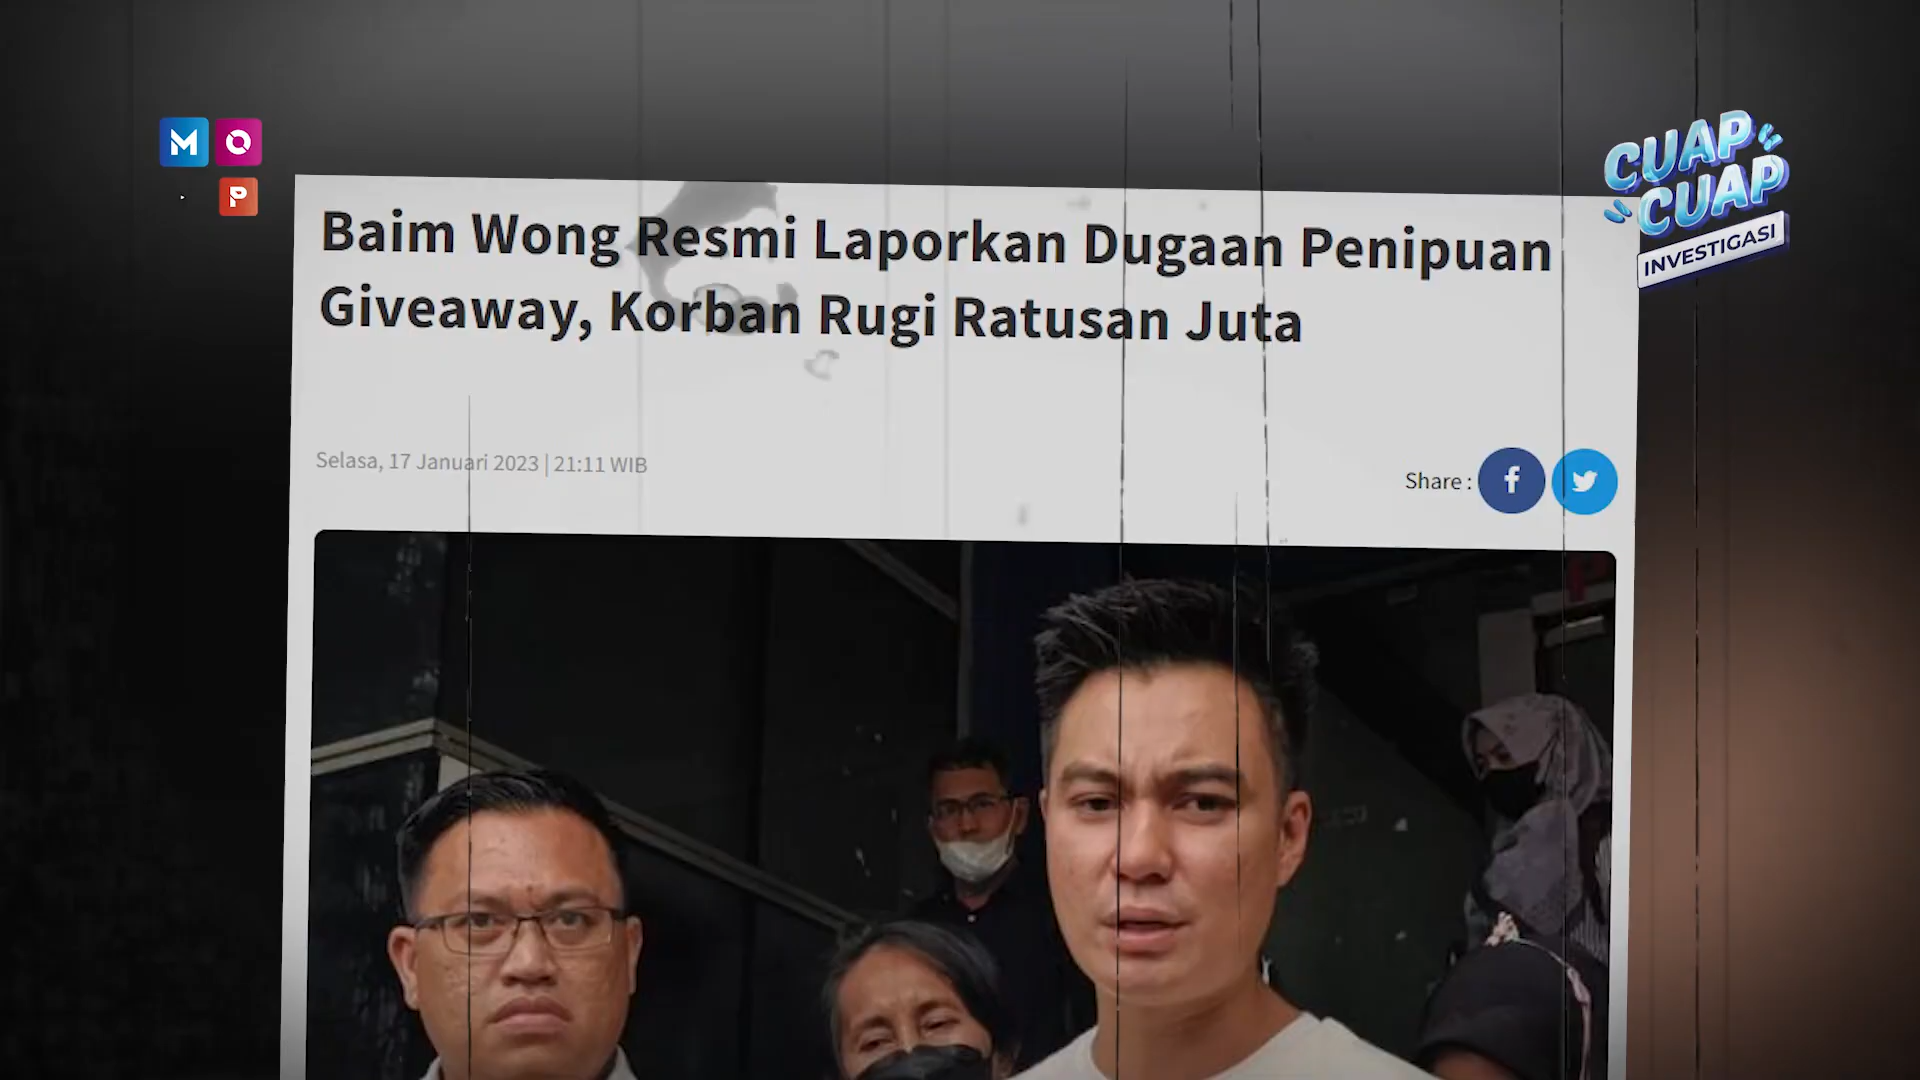 M O
P
CUAP
CUAP
INVESTIGASI
Baim Wong Resmi Laporkan Dugaan Penipuan
Giveaway, Korban Rugi Ratusan Juta
Selasa, 17 Januari 2023 | 21:11 WIB
Share :